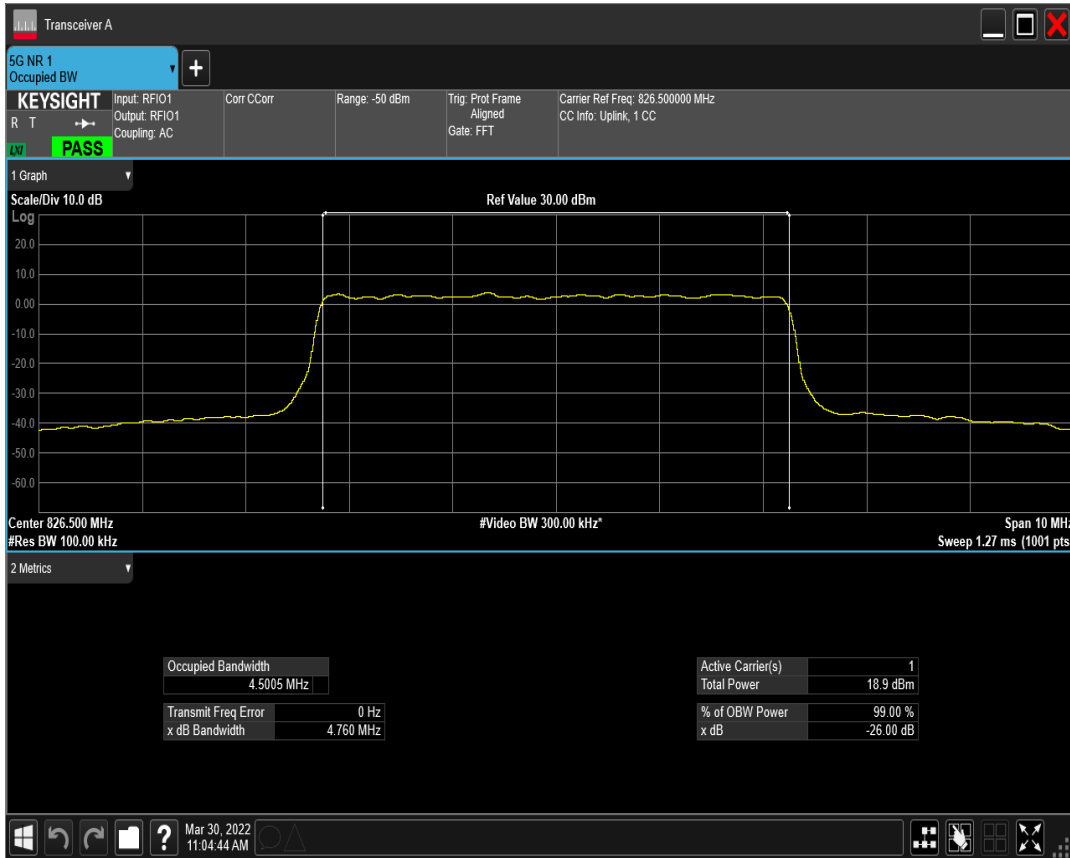 Transceiver A
5G NR 1
Occupied BW
KEYSIGHT
R T
LXI
PASS
Input: RFIO1
Output: RFIO1
Coupling: AC
Corr CCorr
Range: -50 dBm
Trig: Prot Frame
Aligned
Gate: FFT
Carrier Ref Freq: 826.500000 MHz
CC Info: Uplink, 1 CC
1 Graph
Scale/Div 10.0 dB
Ref Value 30.00 dBm
Log
20.0
10.0
0.00
-10.0
-20.0
-30.0
-40.0
-50.0
-60.0
Center 826.500 MHz
#Video BW 300.00 kHz*
Span 10 MHz
#Res BW 100.00 kHz
Sweep 1.27 ms (1001 pts
2 Metrics
Occupied Bandwidth
4.5005 MHz
Transmit Freq Error 0 Hz
x dB Bandwidth 4.760 MHz
Active Carrier(s) 1
Total Power 18.9 dBm
% of OBW Power 99.00 %
x dB -26.00 dB
?
Mar 30, 2022
11:04:44 AM